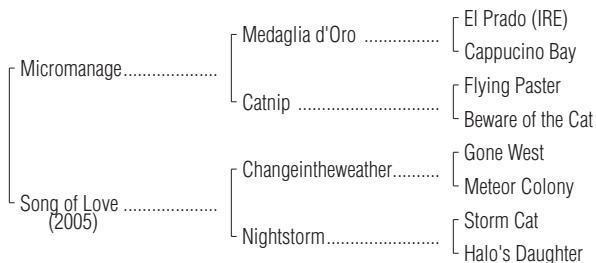 El Prado (IRE)
Medaglia d'Oro ................
Cappucino Bay
Micromanage....................
Flying Paster
Catnip ..............................
Beware of the Cat
Gone West
Changeintheweather..........
Meteor Colony
Song of Love ....................
(2005)
Storm Cat
Nightstorm........................
Halo's Daughter